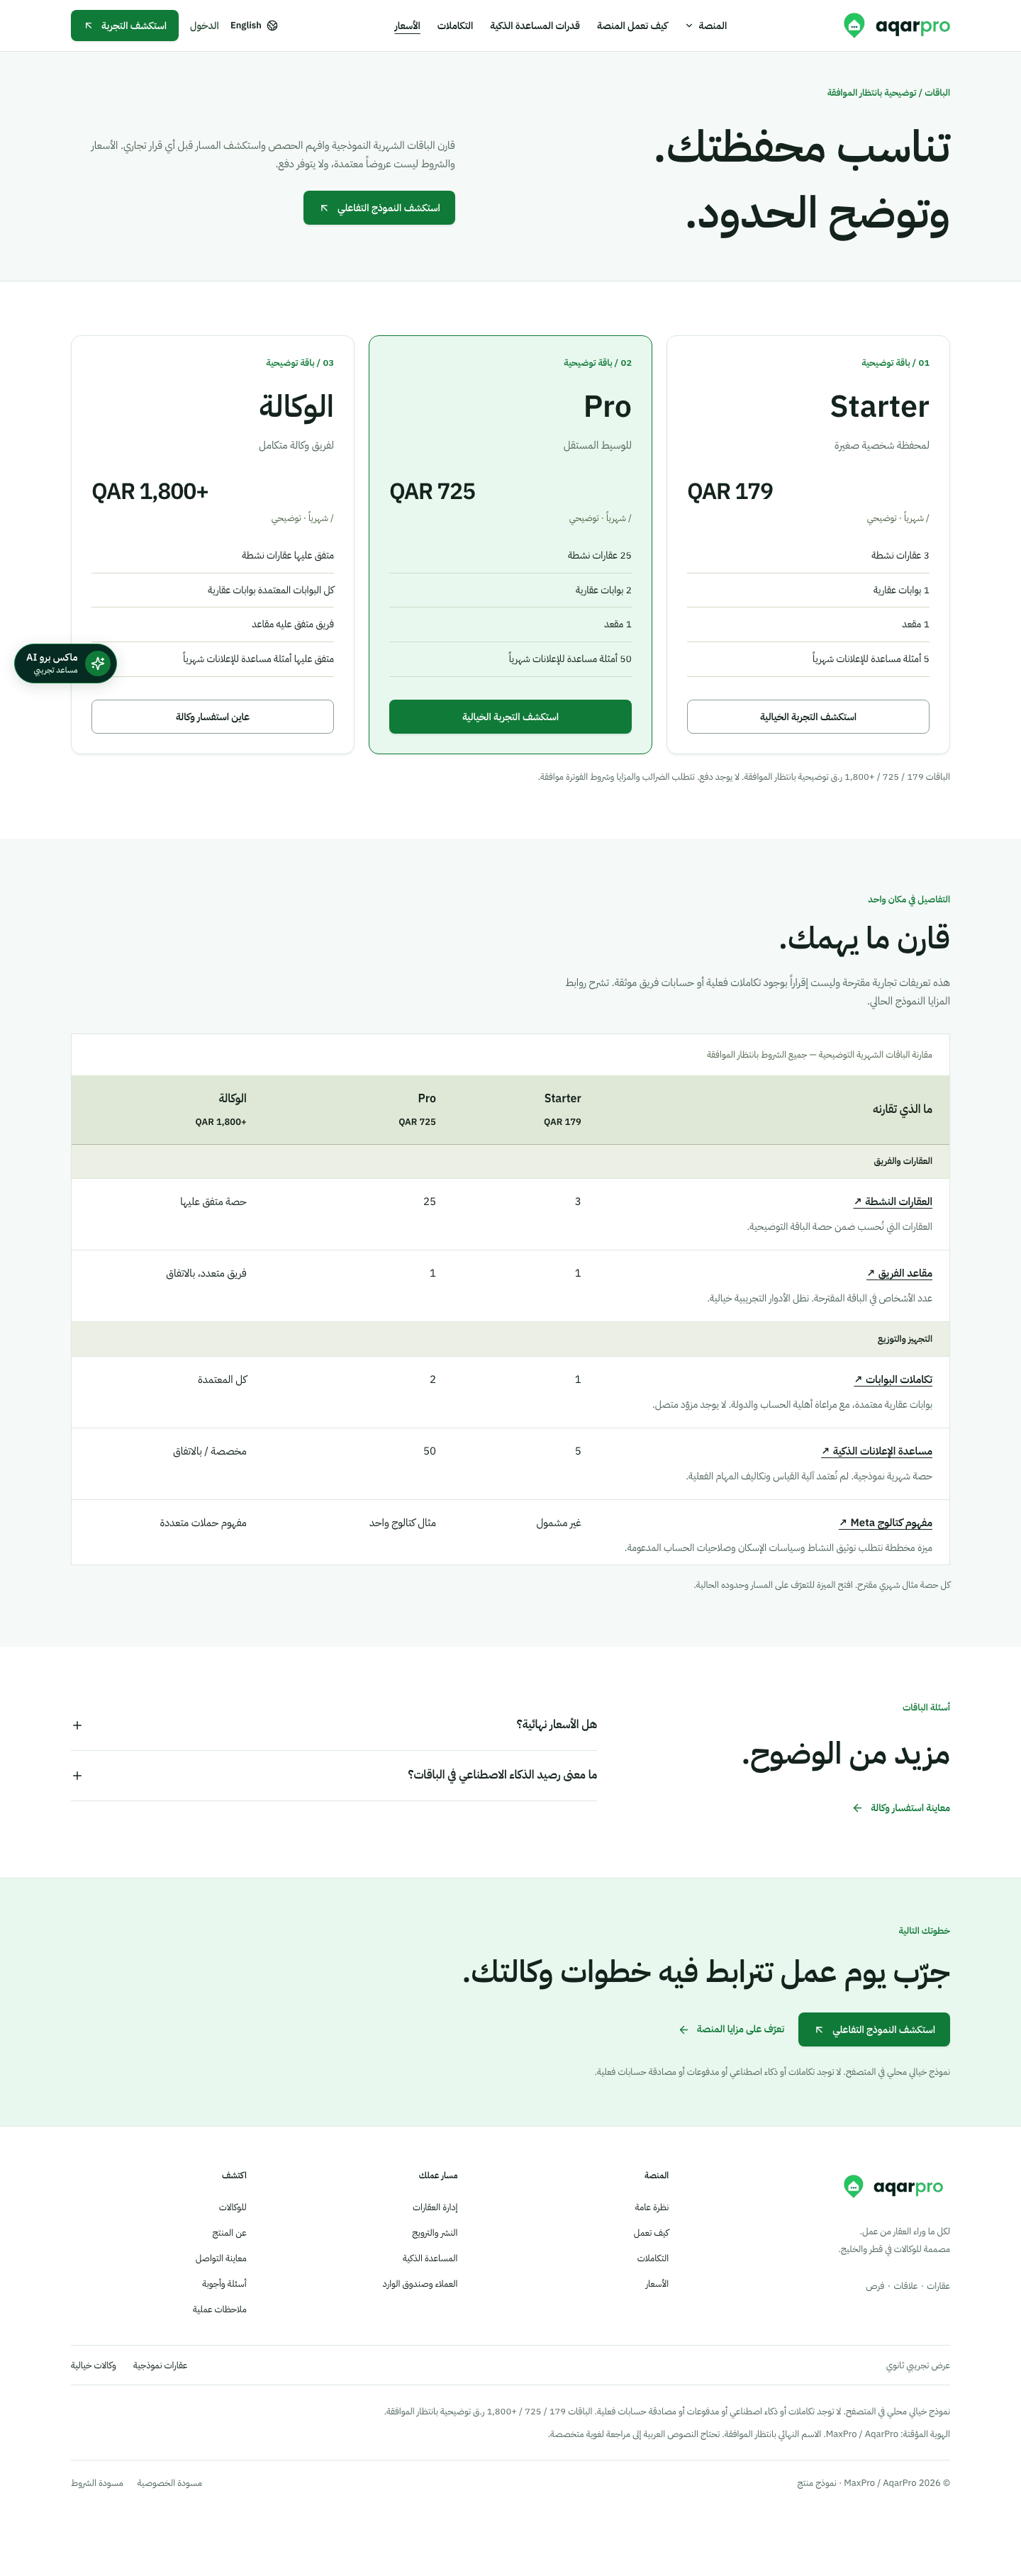 aqarpro
المنصة
كيف تعمل المنصة
قدرات المساعدة الذكية
التكاملات
الأسعار
English
الدخول
استكشف التجربة
الباقات / توضيحية بانتظار الموافقة
تناسب محفظتك.
وتوضح الحدود.
قارن الباقات الشهرية النموذجية وافهم الحصص واستكشف المسار قبل أي قرار تجاري. الأسعار
والشروط ليست عروضاً معتمدة، ولا يتوفر دفع.
استكشف النموذج التفاعلي
01 / باقة توضيحية
Starter
لمحفظة شخصية صغيرة
QAR 179
/ شهرياً · توضيحي
3 عقارات نشطة
1 بوابات عقارية
1 مقعد
5 أمثلة مساعدة للإعلانات شهرياً
استكشف التجربة الخيالية
02 / باقة توضيحية
Pro
للوسيط المستقل
QAR 725
/ شهرياً · توضيحي
25 عقارات نشطة
2 بوابات عقارية
1 مقعد
50 أمثلة مساعدة للإعلانات شهرياً
استكشف التجربة الخيالية
03 / باقة توضيحية
الوكالة
لفريق وكالة متكامل
QAR 1,800+
/ شهرياً · توضيحي
متفق عليها عقارات نشطة
كل البوابات المعتمدة بوابات عقارية
فريق متفق عليه مقاعد
متفق عليها أمثلة مساعدة للإعلانات شهرياً
عاين استفسار وكالة
ماكس برو AI
مساعد تجريبي
الباقات 179 / 725 / +1,800 ر.ق توضيحية بانتظار الموافقة. لا يوجد دفع. تتطلب الضرائب والمزايا وشروط الفوترة موافقة.
التفاصيل في مكان واحد
قارن ما يهمك.
هذه تعريفات تجارية مقترحة وليست إقراراً بوجود تكاملات فعلية أو حسابات فريق موثقة. تشرح روابط
المزايا النموذج الحالي.
مقارنة الباقات الشهرية التوضيحية — جميع الشروط بانتظار الموافقة
ما الذي تقارنه
Starter
QAR 179
Pro
QAR 725
الوكالة
QAR 1,800+
العقارات والفريق
العقارات النشطة ↗
العقارات التي تُحسب ضمن حصة الباقة التوضيحية.
3
25
حصة متفق عليها
مقاعد الفريق ↗
عدد الأشخاص في الباقة المقترحة. تظل الأدوار التجريبية خيالية.
1
1
فريق متعدد، بالاتفاق
التجهيز والتوزيع
تكاملات البوابات ↗
بوابات عقارية معتمدة، مع مراعاة أهلية الحساب والدولة. لا يوجد مزوّد متصل.
1
2
كل المعتمدة
مساعدة الإعلانات الذكية ↗
حصة شهرية نموذجية. لم تُعتمد آلية القياس وتكاليف المهام الفعلية.
5
50
مخصصة / بالاتفاق
مفهوم كتالوج Meta ↗
ميزة مخططة تتطلب توثيق النشاط وسياسات الإسكان وصلاحيات الحساب المدعومة.
غير مشمول
مثال كتالوج واحد
مفهوم حملات متعددة
كل حصة مثال شهري مقترح. افتح الميزة للتعرّف على المسار وحدوده الحالية.
أسئلة الباقات
مزيد من الوضوح.
معاينة استفسار وكالة
هل الأسعار نهائية؟
ما معنى رصيد الذكاء الاصطناعي في الباقات؟
خطوتك التالية
جرّب يوم عمل تترابط فيه خطوات وكالتك.
استكشف النموذج التفاعلي
تعرّف على مزايا المنصة
نموذج خيالي محلي في المتصفح. لا توجد تكاملات أو ذكاء اصطناعي أو مدفوعات أو مصادقة حسابات فعلية.
aqarpro
لكل ما وراء العقار من عمل.
مصممة للوكالات في قطر والخليج.
عقارات · علاقات · فرص
المنصة
نظرة عامة
كيف تعمل
التكاملات
الأسعار
مسار عملك
إدارة العقارات
النشر والترويج
المساعدة الذكية
العملاء وصندوق الوارد
اكتشف
للوكالات
عن المنتج
معاينة التواصل
أسئلة وأجوبة
ملاحظات عملية
عرض تجريبي ثانوي
عقارات نموذجية
وكالات خيالية
نموذج خيالي محلي في المتصفح. لا توجد تكاملات أو ذكاء اصطناعي أو مدفوعات أو مصادقة حسابات فعلية. الباقات 179 / 725 / +1,800 ر.ق توضيحية بانتظار الموافقة.
الهوية المؤقتة: MaxPro / AqarPro. الاسم النهائي بانتظار الموافقة. تحتاج النصوص العربية إلى مراجعة لغوية متخصصة.
© 2026 MaxPro / AqarPro · نموذج منتج
مسودة الخصوصية
مسودة الشروط